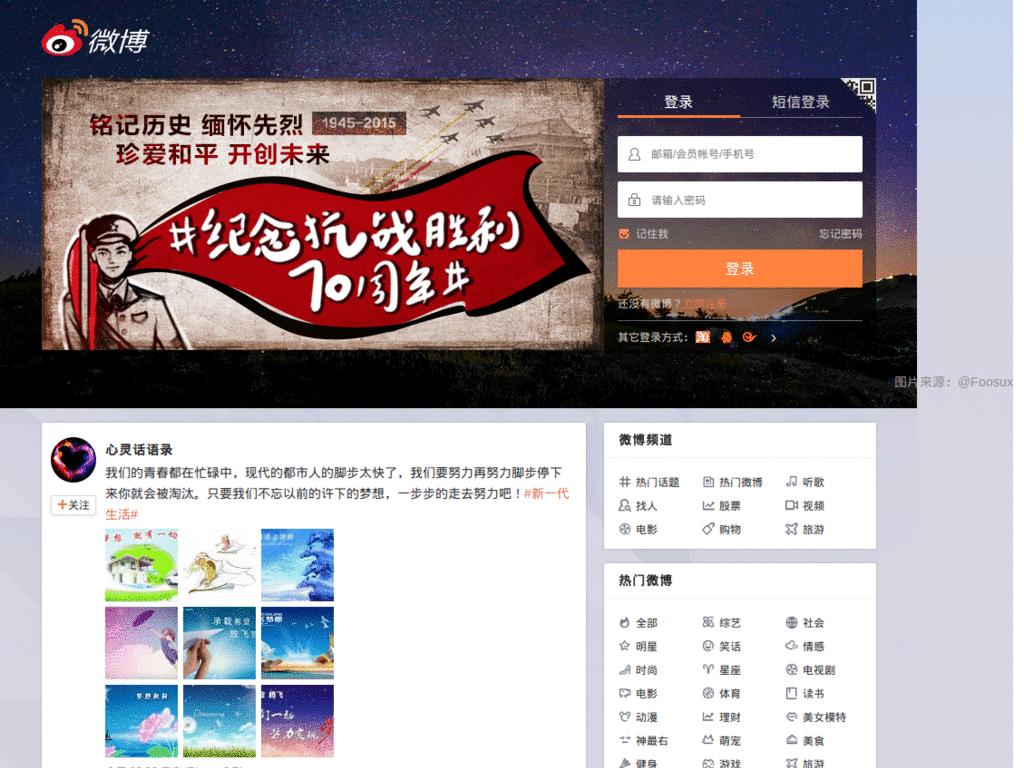 微博
铭记历史 缅怀先烈 1945-2015
珍爱和平 开创未来
#纪念抗战胜利
70周年#
登录
短信登录
邮箱/会员帐号/手机号
请输入密码
记住我
忘记密码
登录
还没有微博？立即注册
其它登录方式：
图片来源：@Foosux
心灵话语录
我们的青春都在忙碌中，现代的都市人的脚步太快了，我们要努力再努力脚步停下
来你就会被淘汰。只要我们不忘以前的许下的梦想，一步步的走去努力吧！#新一代
生活#
+关注
微博频道
热门话题 热门微博 听歌
找人 股票 视频
电影 购物 旅游
热门微博
全部 综艺 社会
明星 笑话 情感
时尚 星座 电视剧
电影 体育 读书
动漫 理财 美女模特
神最右 萌宠 美食
健身 游戏 旅游